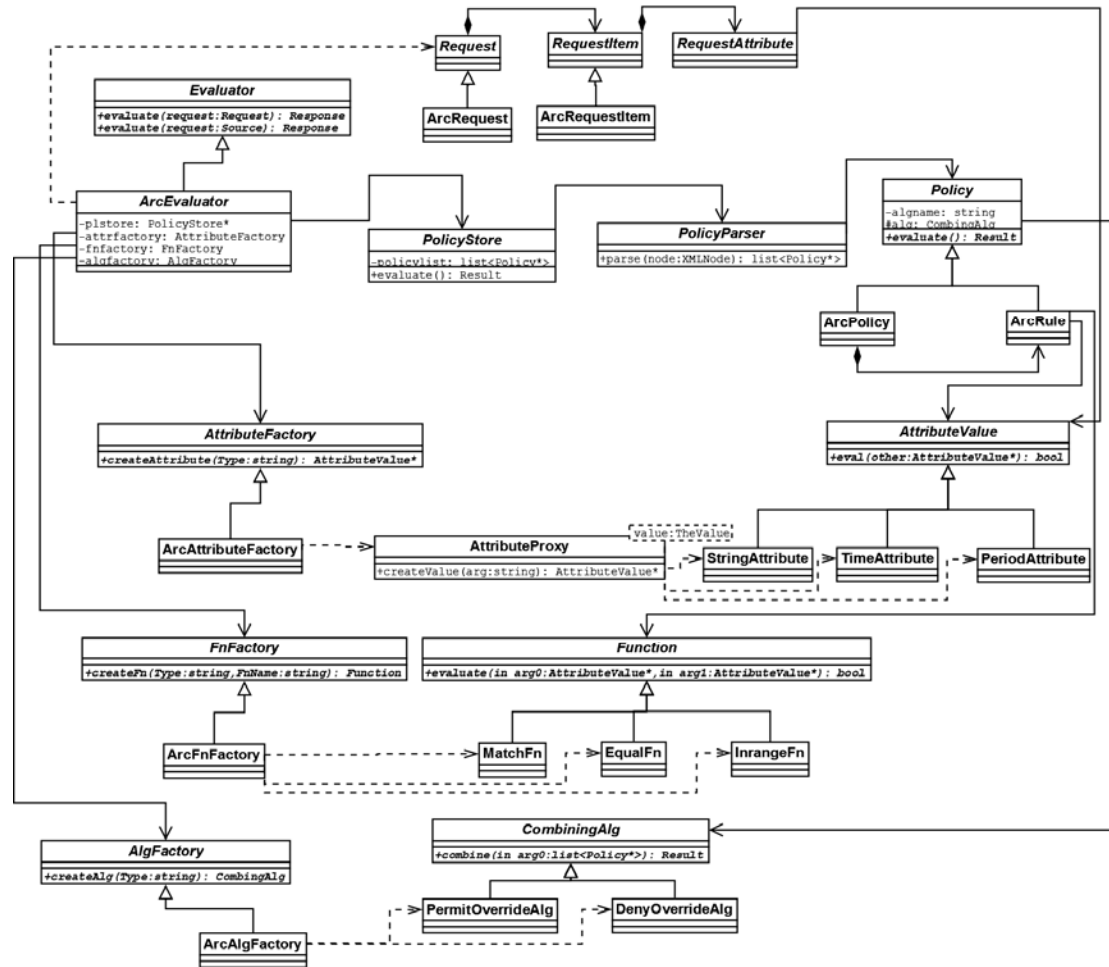 Request
RequestItem
RequestAttribute
Evaluator
+evaluate(request:Request): Response
+evaluate(request:Source): Response
ArcRequest
ArcRequestItem
ArcEvaluator
-plstore: PolicyStore*
-attrfactory: AttributeFactory
-fnfactory: FnFactory
-algfactory: AlgFactory
PolicyStore
-policylist: list<Policy*>
+evaluate(): Result
PolicyParser
+parse(node:XMLNode): list<Policy*>
Policy
-algname: string
#alg: CombingAlg
+evaluate(): Result
ArcPolicy
ArcRule
AttributeFactory
+createAttribute(Type:string): AttributeValue*
AttributeValue
+eval(other:AttributeValue*): bool
ArcAttributeFactory
value:TheValue
AttributeProxy
+createValue(arg:string): AttributeValue*
StringAttribute
TimeAttribute
PeriodAttribute
FnFactory
+createFn(Type:string,FnName:string): Function
Function
+evaluate(in arg0:AttributeValue*,in arg1:AttributeValue*): bool
ArcFnFactory
MatchFn
EqualFn
InrangeFn
AlgFactory
+createAlg(Type:string): CombingAlg
CombiningAlg
+combine(in arg0:list<Policy*>): Result
PermitOverrideAlg
DenyOverrideAlg
ArcAlgFactory